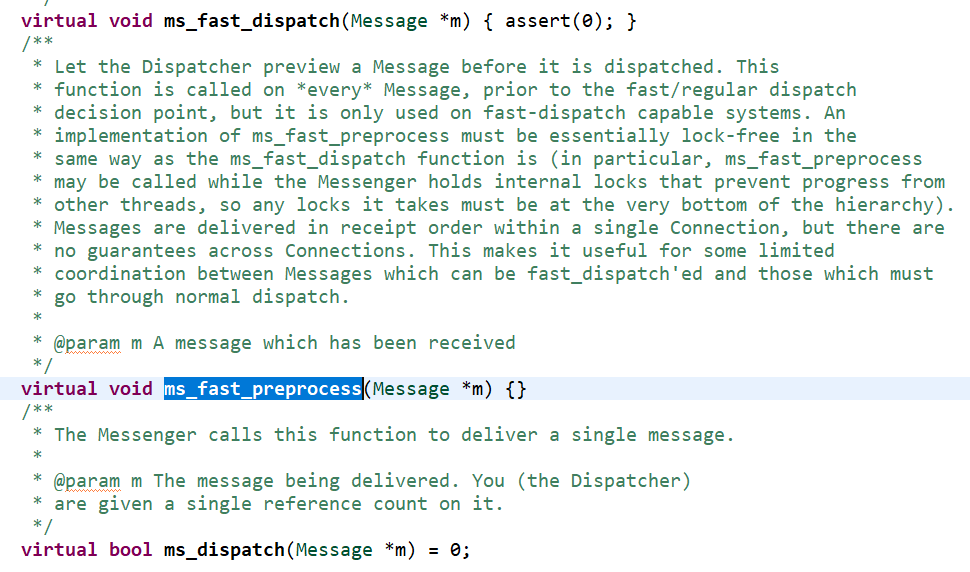 */
virtual void ms_fast_dispatch(Message *m) { assert(0); }
/**
 * Let the Dispatcher preview a Message before it is dispatched. This
 * function is called on *every* Message, prior to the fast/regular dispatch
 * decision point, but it is only used on fast-dispatch capable systems. An
 * implementation of ms_fast_preprocess must be essentially lock-free in the
 * same way as the ms_fast_dispatch function is (in particular, ms_fast_preprocess
 * may be called while the Messenger holds internal locks that prevent progress from
 * other threads, so any locks it takes must be at the very bottom of the hierarchy).
 * Messages are delivered in receipt order within a single Connection, but there are
 * no guarantees across Connections. This makes it useful for some limited
 * coordination between Messages which can be fast_dispatch'ed and those which must
 * go through normal dispatch.
 *
 * @param m A message which has been received
 */
virtual void ms_fast_preprocess(Message *m) {}
/**
 * The Messenger calls this function to deliver a single message.
 *
 * @param m The message being delivered. You (the Dispatcher)
 * are given a single reference count on it.
 */
virtual bool ms_dispatch(Message *m) = 0;